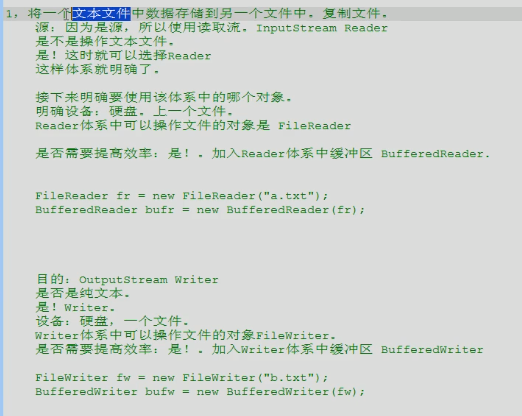 1，将一个文本文件中数据存储到另一个文件中。复制文件。
源：因为是源，所以使用读取流。InputStream Reader
是不是操作文本文件。
是！这时就可以选择Reader
这样体系就明确了。
接下来明确要使用该体系中的哪个对象。
明确设备：硬盘。上一个文件。
Reader体系中可以操作文件的对象是 FileReader
是否需要提高效率：是！。加入Reader体系中缓冲区 BufferedReader.
FileReader fr = new FileReader("a.txt");
BufferedReader bufr = new BufferedReader(fr);
目的：OutputStream Writer
是否是纯文本。
是！Writer。
设备：硬盘，一个文件。
Writer体系中可以操作文件的对象FileWriter。
是否需要提高效率：是！。加入Writer体系中缓冲区 BufferedWriter
FileWriter fw = new FileWriter("b.txt");
BufferedWriter bufw = new BufferedWriter(fw);